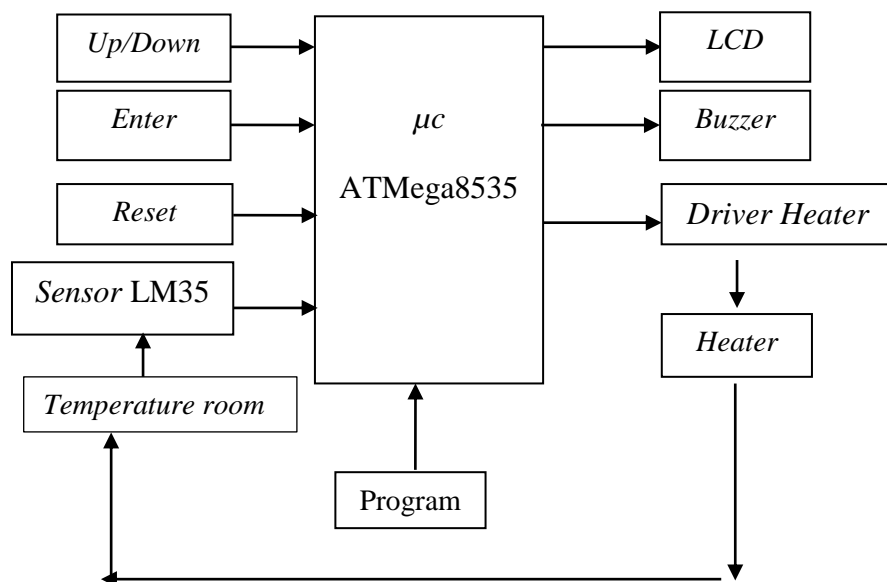 Up/Down
Enter
Reset
Sensor LM35
Temperature room
µc
ATMega8535
Program
LCD
Buzzer
Driver Heater
Heater